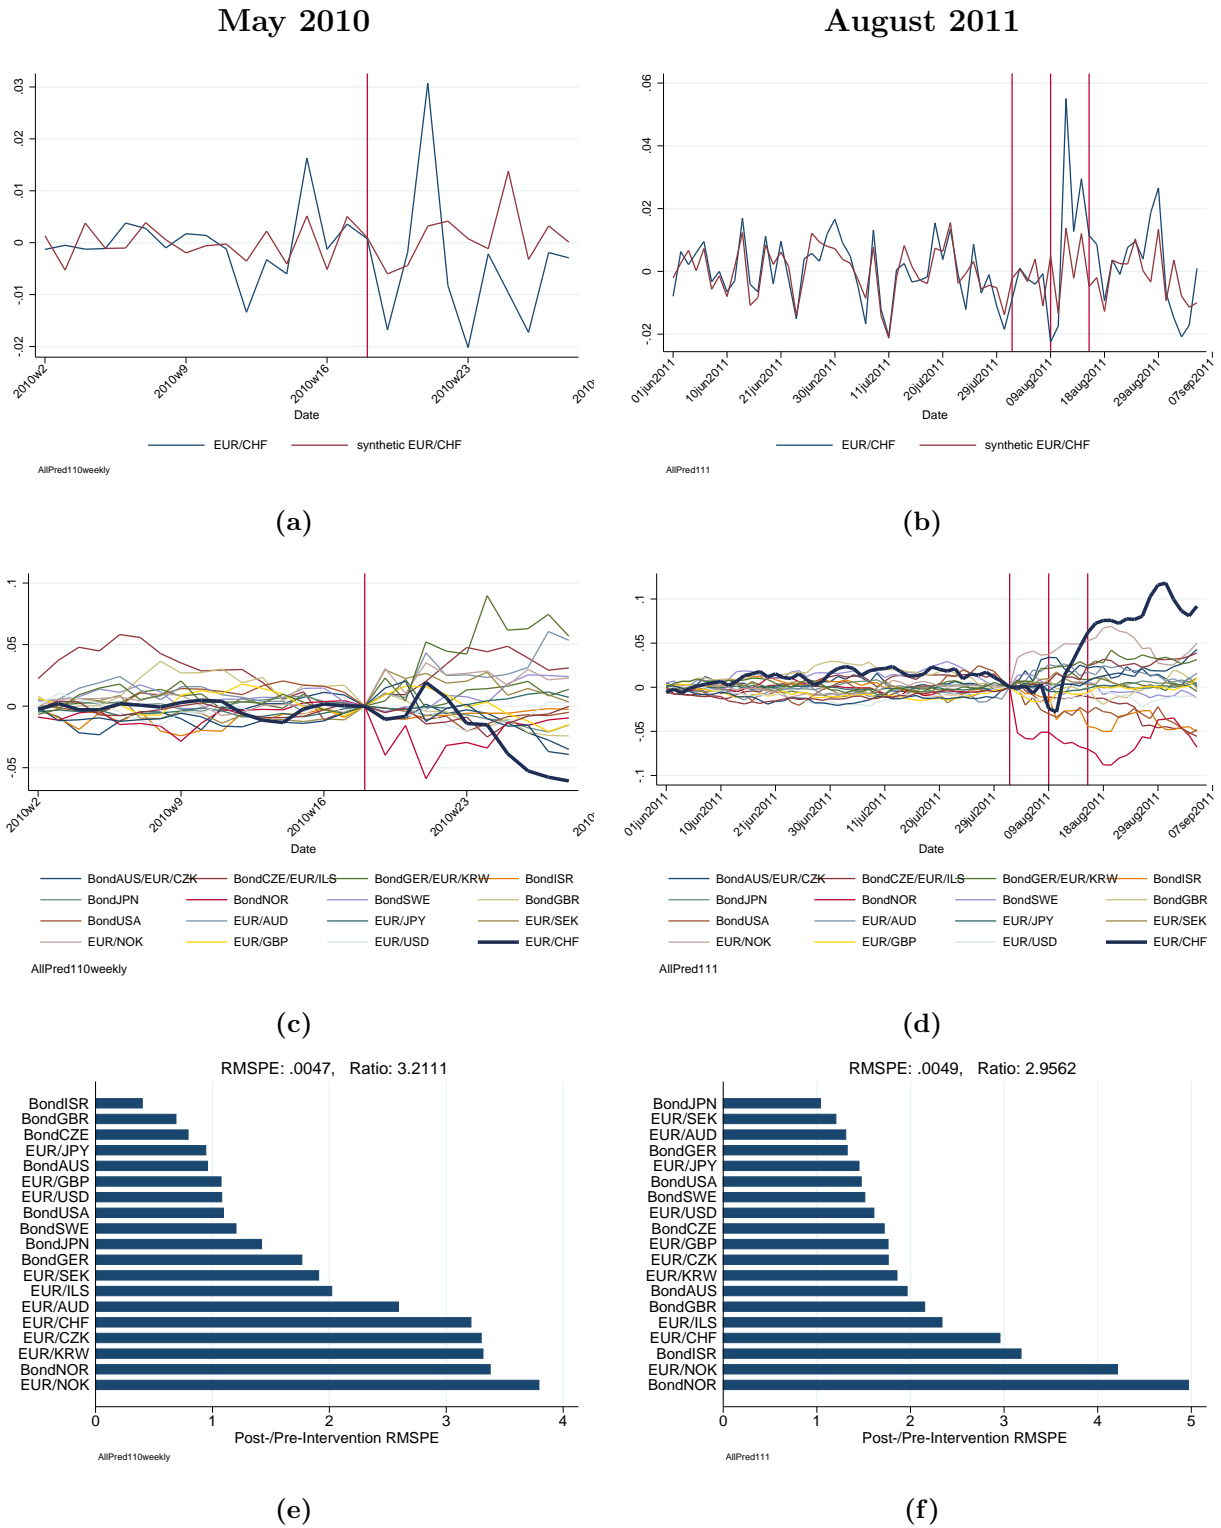 May 2010
August 2011
.03
.02
.01
0
-.01
-.02
2010w2
2010w9
2010w16
2010w23
Date
EUR/CHF
synthetic EUR/CHF
AllPred110weekly
.06
.04
.02
0
-.02
01jun2011
10jun2011
21jun2011
30jun2011
11jul2011
20jul2011
29jul2011
09aug2011
18aug2011
29aug2011
07sep2011
Date
EUR/CHF
synthetic EUR/CHF
AllPred111
(a)
(b)
.1
.05
0
-.05
2010w2
2010w9
2010w16
2010w23
Date
BondAUS/EUR/CZK
BondCZE/EUR/ILS
BondGER/EUR/KRW
BondISR
BondJPN
BondNOR
BondSWE
BondGBR
BondUSA
EUR/AUD
EUR/JPY
EUR/SEK
EUR/NOK
EUR/GBP
EUR/USD
EUR/CHF
AllPred110weekly
.1
.05
0
-.05
-.1
01jun2011
10jun2011
21jun2011
30jun2011
11jul2011
20jul2011
29jul2011
09aug2011
18aug2011
29aug2011
07sep2011
Date
BondAUS/EUR/CZK
BondCZE/EUR/ILS
BondGER/EUR/KRW
BondISR
BondJPN
BondNOR
BondSWE
BondGBR
BondUSA
EUR/AUD
EUR/JPY
EUR/SEK
EUR/NOK
EUR/GBP
EUR/USD
EUR/CHF
AllPred111
(c)
(d)
RMSPE: .0047, Ratio: 3.2111
BondISR
BondGBR
BondCZE
EUR/JPY
BondAUS
EUR/GBP
EUR/USD
BondUSA
BondSWE
BondJPN
BondGER
EUR/SEK
EUR/ILS
EUR/AUD
EUR/CHF
EUR/CZK
EUR/KRW
BondNOR
EUR/NOK
0 1 2 3 4
Post-/Pre-Intervention RMSPE
AllPred110weekly
RMSPE: .0049, Ratio: 2.9562
BondJPN
EUR/SEK
EUR/AUD
BondGER
EUR/JPY
BondUSA
BondSWE
EUR/USD
BondCZE
EUR/GBP
EUR/CZK
EUR/KRW
BondAUS
BondGBR
EUR/ILS
EUR/CHF
BondISR
EUR/NOK
BondNOR
0 1 2 3 4 5
Post-/Pre-Intervention RMSPE
AllPred111
(e)
(f)